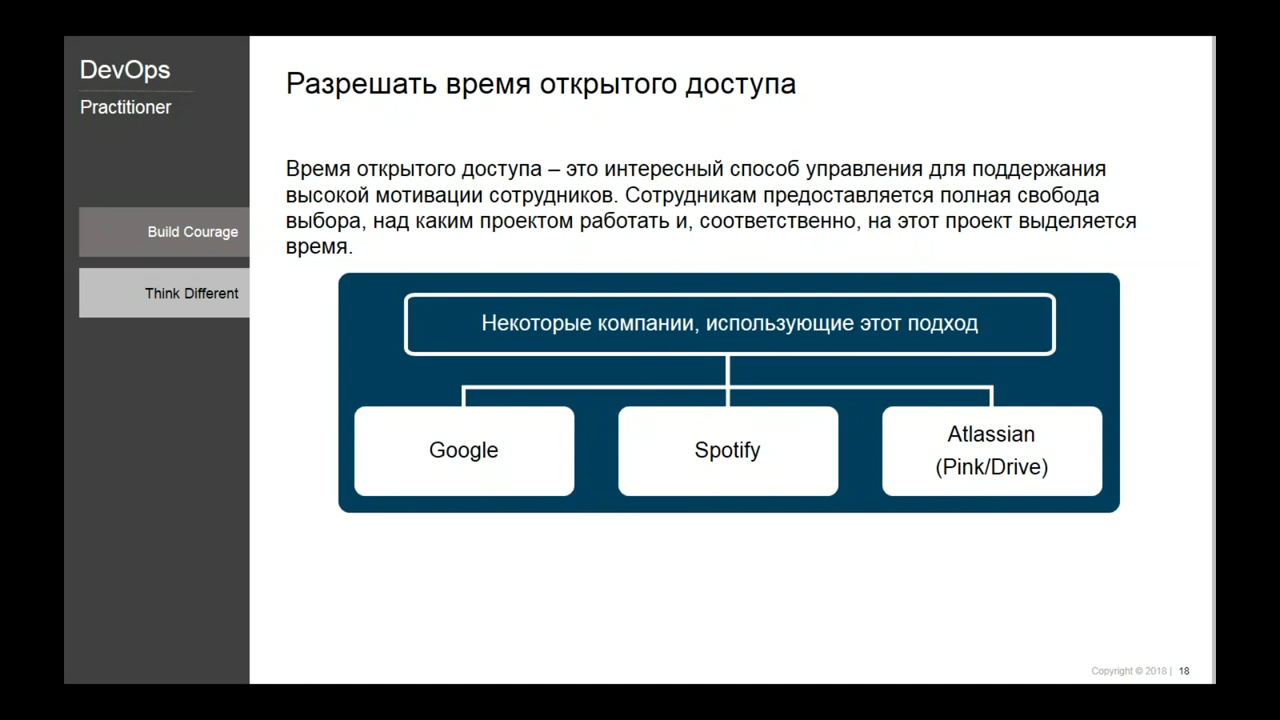 DevOps
Practitioner
Build Courage
Think Different
Разрешать время открытого доступа
Время открытого доступа – это интересный способ управления для поддержания
высокой мотивации сотрудников. Сотрудникам предоставляется полная свобода
выбора, над каким проектом работать и, соответственно, на этот проект выделяется
время.
Некоторые компании, использующие этот подход
Google
Spotify
Atlassian
(Pink/Drive)
Copyright © 2018 | 18